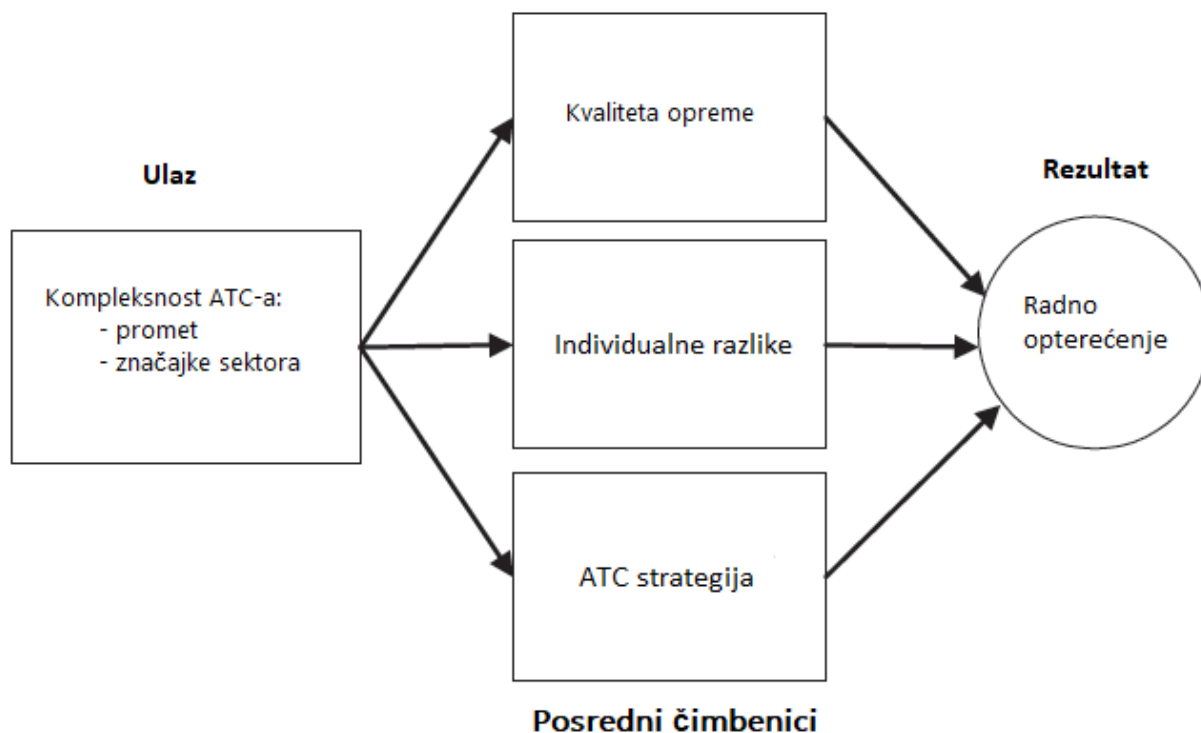 Ulaz
Kompleksnost ATC-a:
- promet
- značajke sektora
Kvaliteta opreme
Individualne razlike
ATC strategija
Posredni čimbenici
Rezultat
Radno
opterećenje